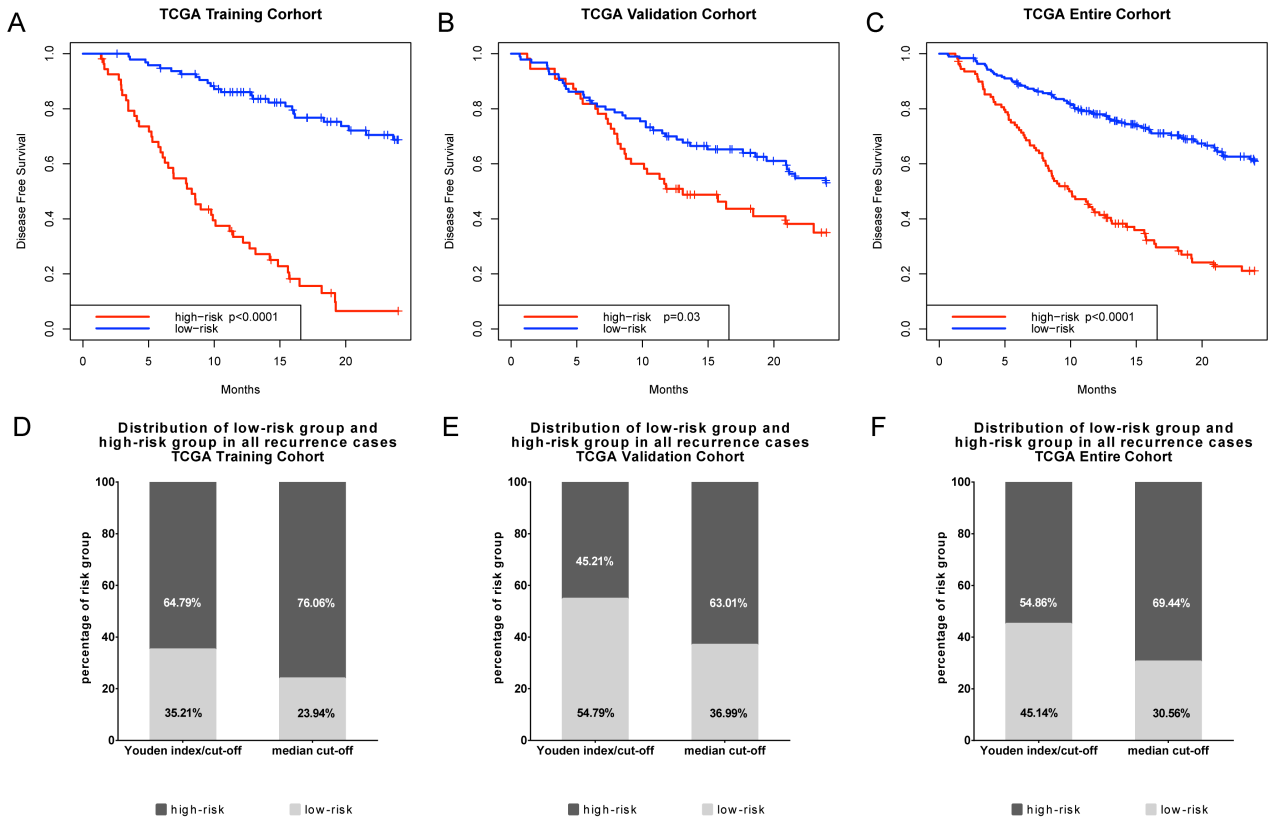 A
TCGA Training Corhort
Disease Free Survival
1.0
0.8
0.6
0.4
0.2
0.0
high−risk p<0.0001
low−risk
0 5 10 15 20
Months
B
TCGA Validation Cohort
Disease Free Survival
1.0
0.8
0.6
0.4
0.2
0.0
high−risk p=0.03
low−risk
0 5 10 15 20
Months
C
TCGA Entire Corhort
Disease Free Survival
1.0
0.8
0.6
0.4
0.2
0.0
high−risk p<0.0001
low−risk
0 5 10 15 20
Months
D
Distribution of low-risk group and
high-risk group in all recurrence cases
TCGA Training Cohort
percentage of risk group
100
80
60
40
20
0
64.79%
76.06%
35.21%
23.94%
Youden index/cut-off median cut-off
high-risk low-risk
E
Distribution of low-risk group and
high-risk group in all recurrence cases
TCGA Validation Cohort
percentage of risk group
100
80
60
40
20
0
45.21%
63.01%
54.79%
36.99%
Youden index/cut-off median cut-off
high-risk low-risk
F
Distribution of low-risk group and
high-risk group in all recurrence cases
TCGA Entire Cohort
percentage of risk group
100
80
60
40
20
0
54.86%
69.44%
45.14%
30.56%
Youden index/cut-off median cut-off
high-risk low-risk